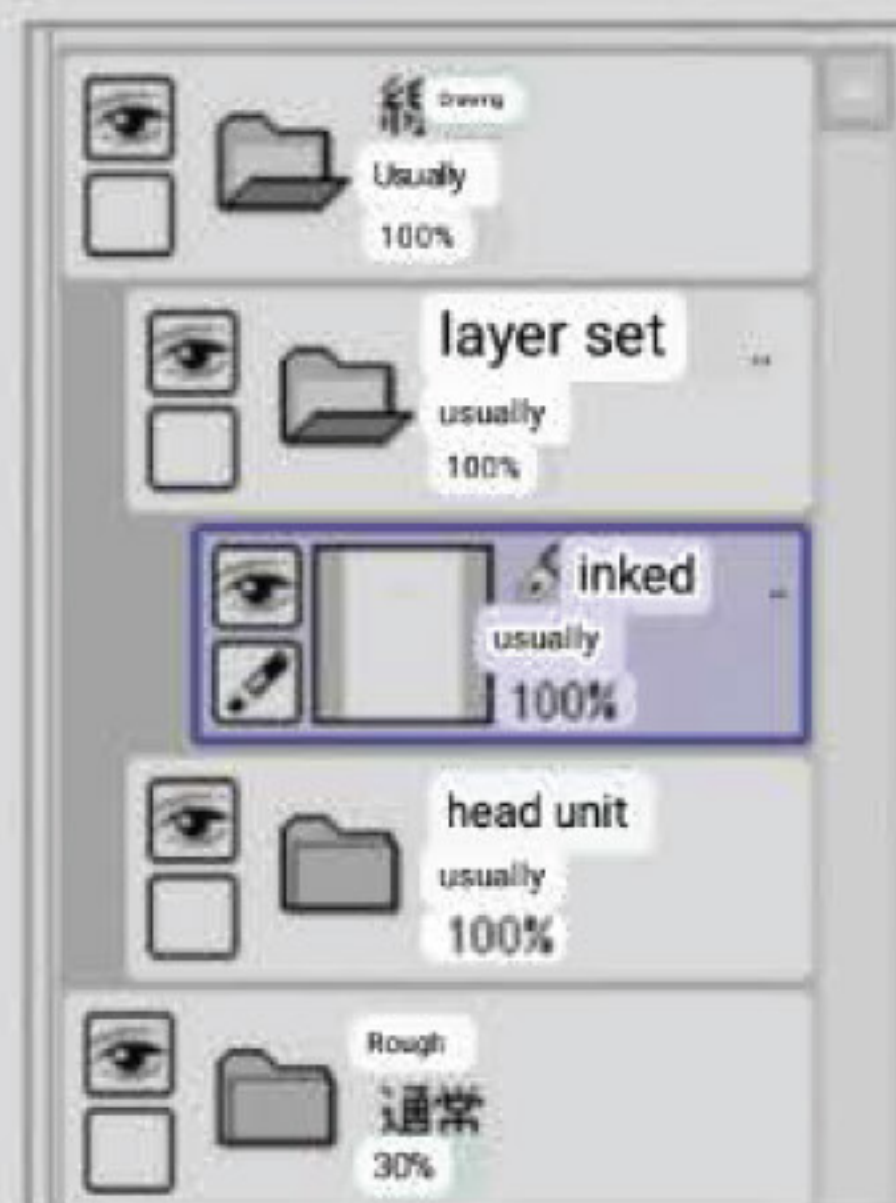 Drawing
Usually
100%
layer set
usually
100%
inked
usually
100%
head unit
usually
100%
Rough
通常
30%